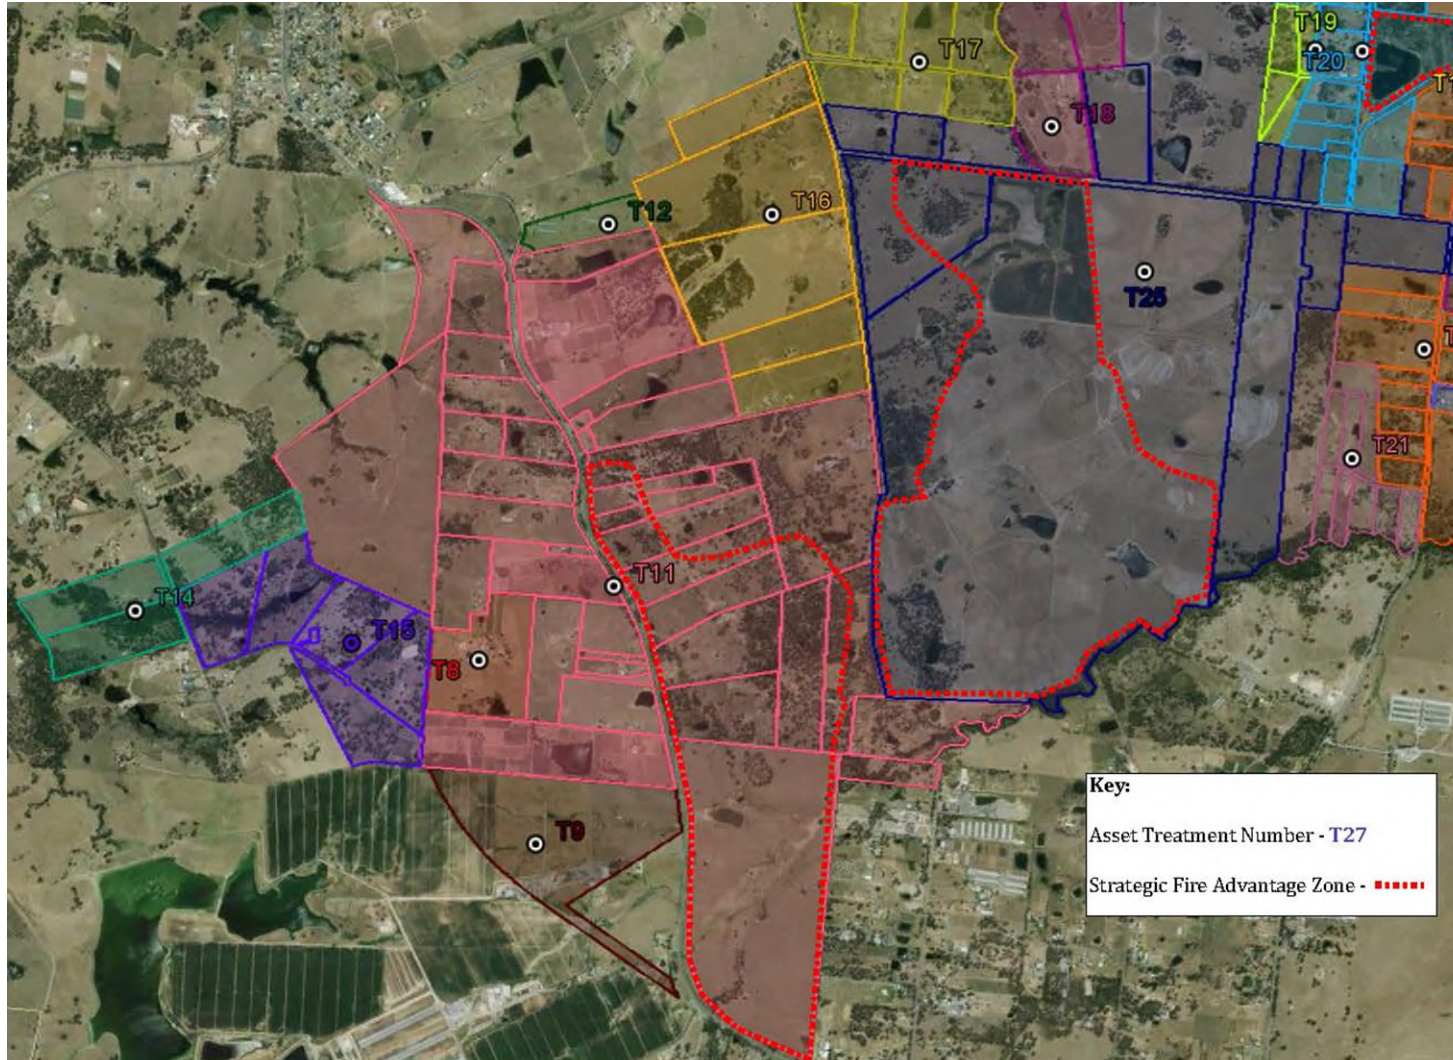 T19
T17
T20
T18
T16
T12
T25
T21
T11
T14
T15
T8
T9
Key:
Asset Treatment Number - T27
Strategic Fire Advantage Zone -